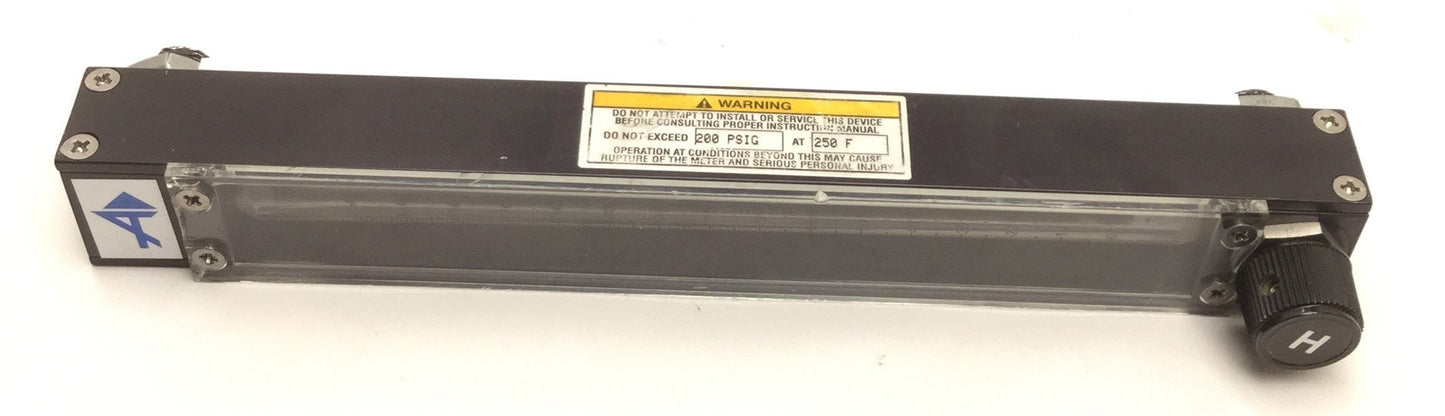 WARNING
DO NOT ATTEMPT TO INSTALL OR SERVICE THIS DEVICE
BEFORE CONSULTING PROPER INSTRUCTION MANUAL
DO NOT EXCEED 200 PSIG AT 250 F
OPERATION AT CONDITIONS BEYOND THIS MAY CAUSE
RUPTURE OF THE METER AND SERIOUS PERSONAL INJURY
A
H